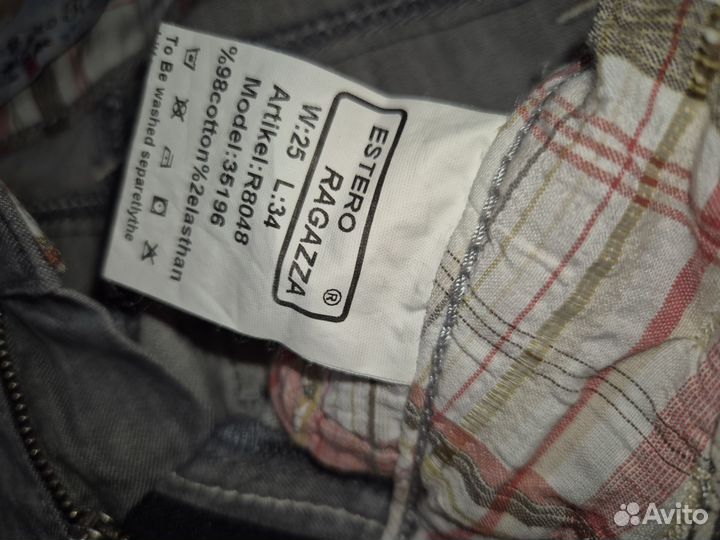 ESTERO
RAGAZZA
®
W:25 L:34
Artikel:R8048
Model:35196
%98cotton%2elasthan
To Be washed separetlythe
Avito